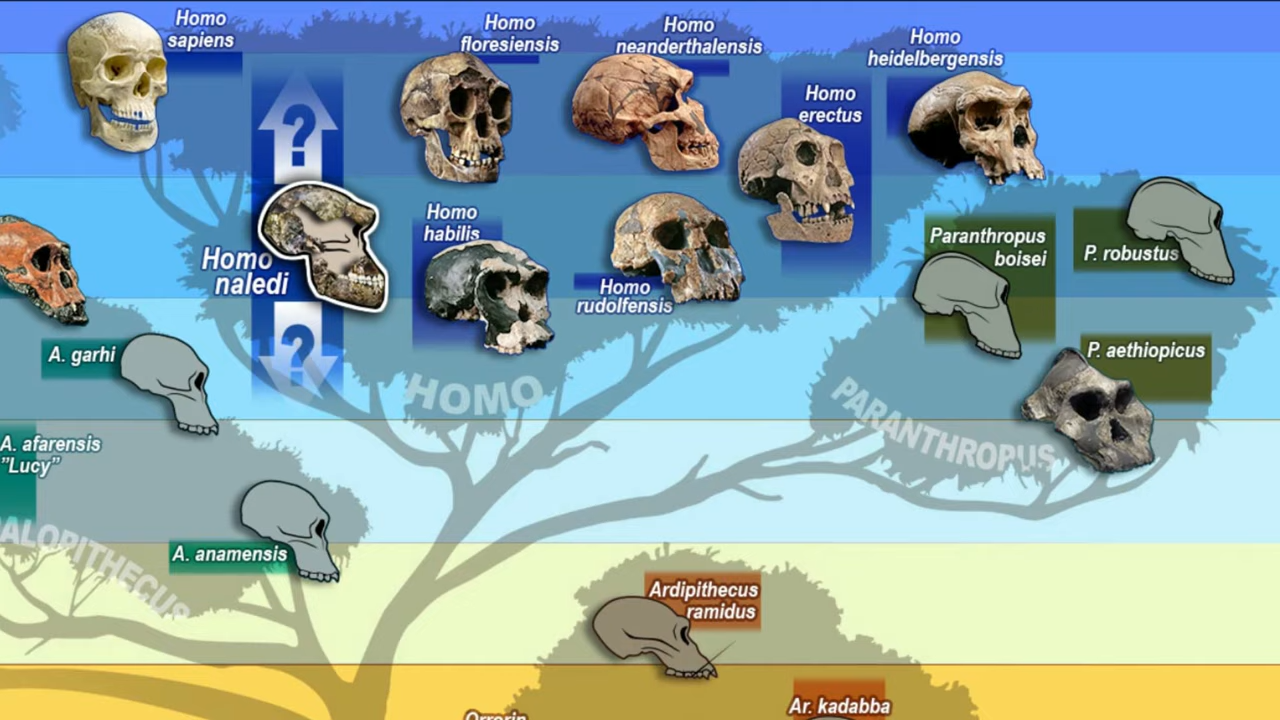 Homo
sapiens
Homo
floresiensis
Homo
neanderthalensis
Homo
heidelbergensis
Homo
erectus
?
Homo
naledi
?
Homo
habilis
Homo
rudolfensis
Paranthropus
boisei
P. robustus
P. aethiopicus
A. garhi
HOMO
PARANTHROPUS
A. afarensis
"Lucy"
A. anamensis
ALOPITHECUS
Ardipithecus
ramidus
Ar. kadabba
Orrorin